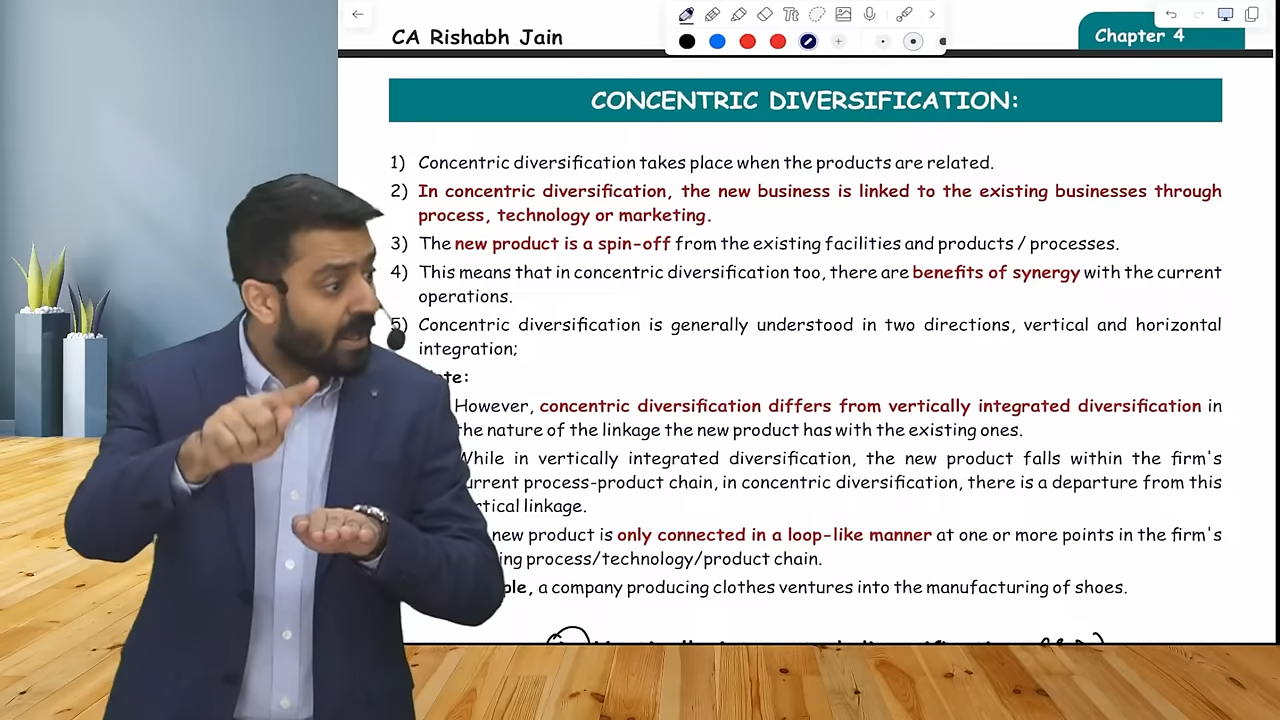 CA Rishabh Jain
Chapter 4
CONCENTRIC DIVERSIFICATION:
1) Concentric diversification takes place when the products are related.
2) In concentric diversification, the new business is linked to the existing businesses through
process, technology or marketing.
3) The new product is a spin-off from the existing facilities and products / processes.
4) This means that in concentric diversification too, there are benefits of synergy with the current
operations.
5) Concentric diversification is generally understood in two directions, vertical and horizontal
integration;
However, concentric diversification differs from vertically integrated diversification in
the nature of the linkage the new product has with the existing ones.
While in vertically integrated diversification, the new product falls within the firm's
process-product chain, in concentric diversification, there is a departure from this
linkage.
new product is only connected in a loop-like manner at one or more points in the firm's
process/technology/product chain.
a company producing clothes ventures into the manufacturing of shoes.